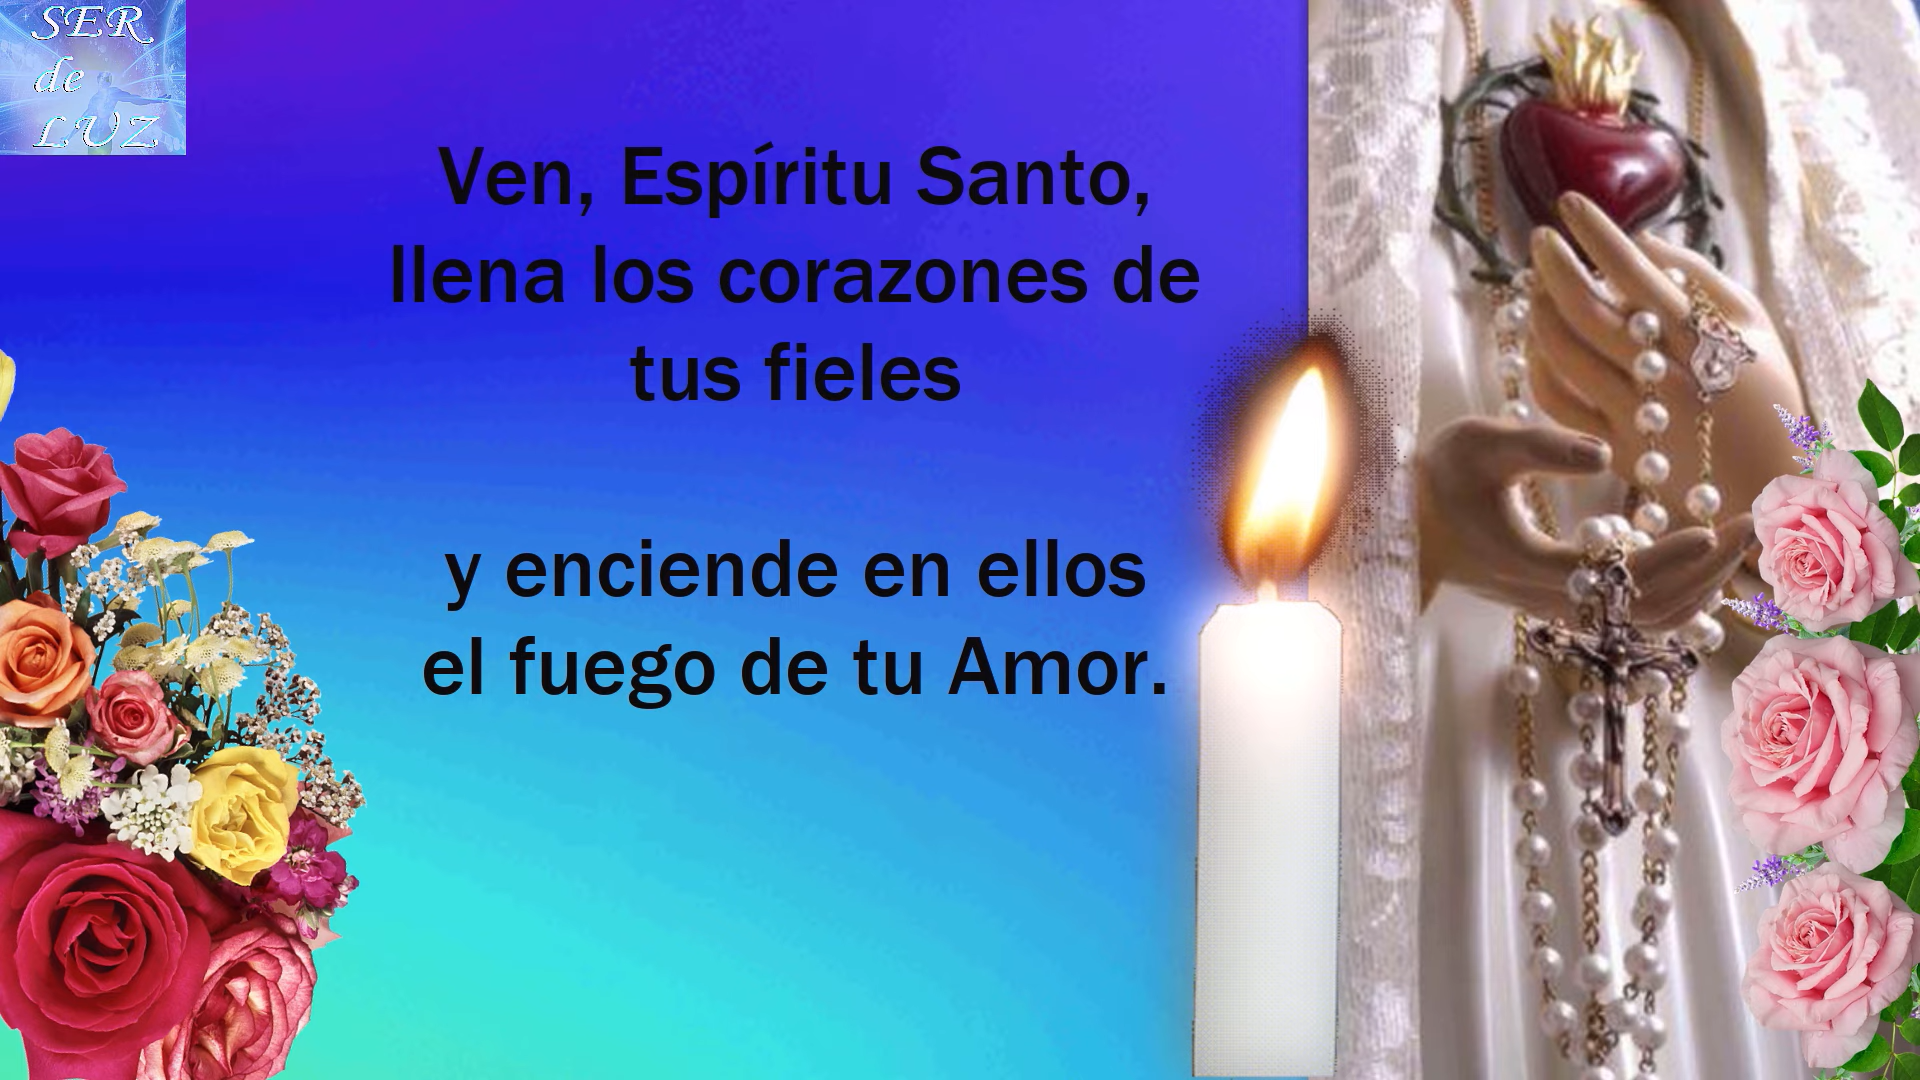 SER
de
LUZ
Ven, Espíritu Santo,
llena los corazones de
tus fieles
y enciende en ellos
el fuego de tu Amor.